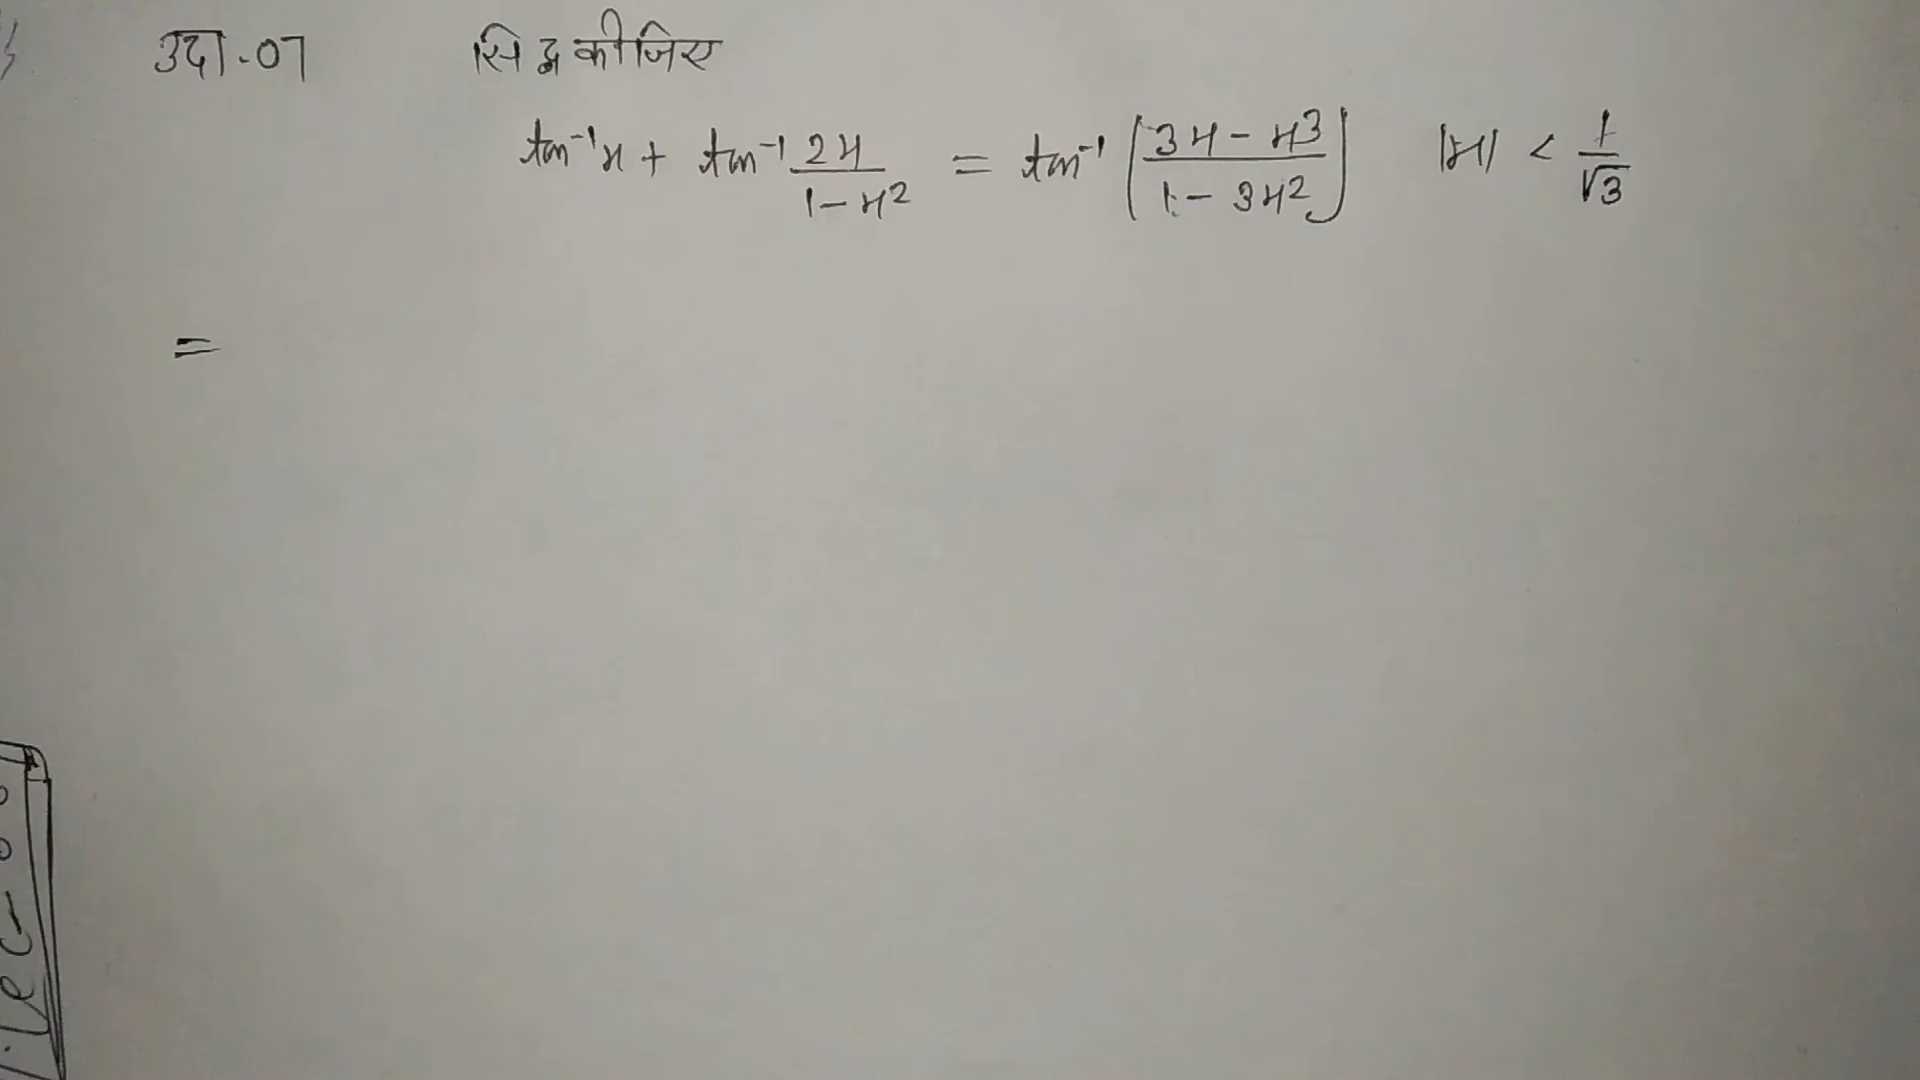 उदा.07 सिद्ध कीजिए
tan⁻¹x + tan⁻¹ 2x/(1-x²) = tan⁻¹ [(3x - x³)/(1 - 3x²)] |x| < 1/√3
=